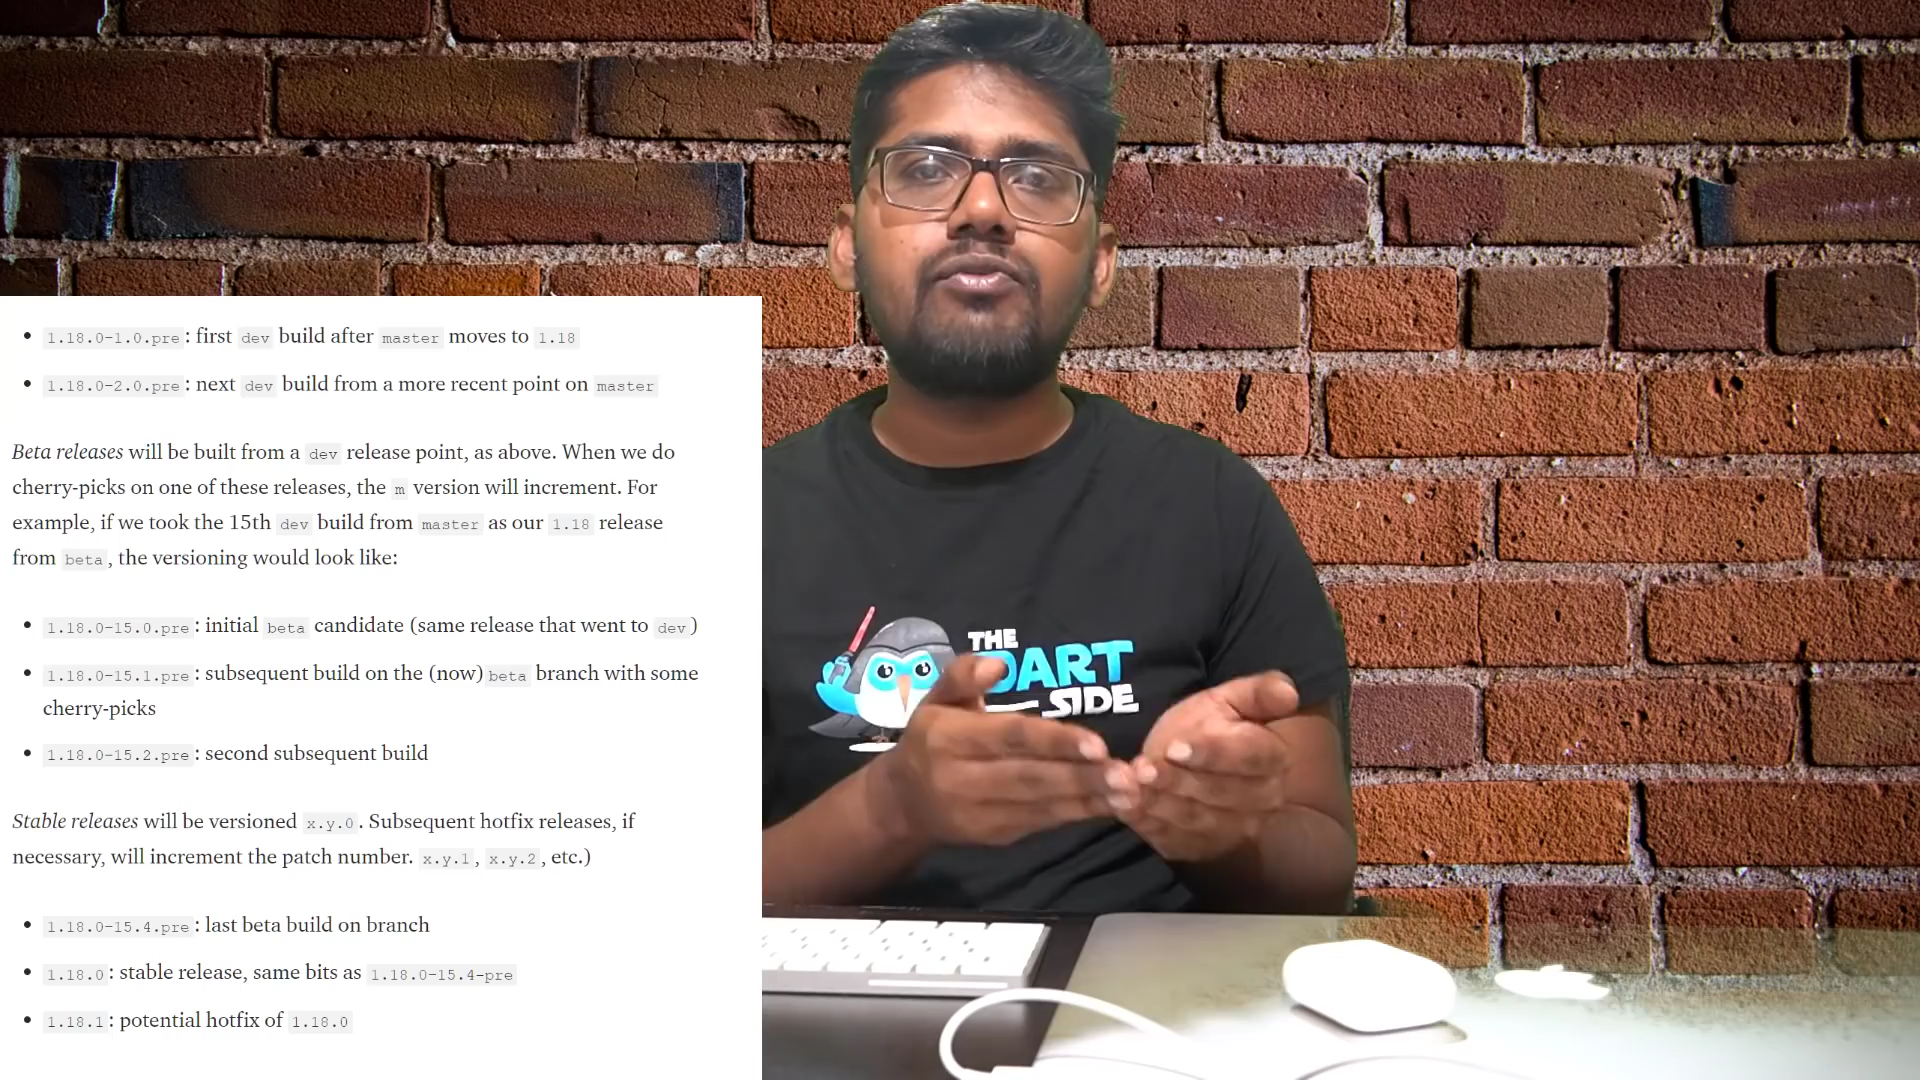 • 1.18.0-1.0.pre: first dev build after master moves to 1.18
• 1.18.0-2.0.pre: next dev build from a more recent point on master
Beta releases will be built from a dev release point, as above. When we do
cherry-picks on one of these releases, the m version will increment. For
example, if we took the 15th dev build from master as our 1.18 release
from beta, the versioning would look like:
• 1.18.0-15.0.pre: initial beta candidate (same release that went to dev)
• 1.18.0-15.1.pre: subsequent build on the (now) beta branch with some
cherry-picks
• 1.18.0-15.2.pre: second subsequent build
Stable releases will be versioned x.y.0. Subsequent hotfix releases, if
necessary, will increment the patch number. x.y.1, x.y.2, etc.)
• 1.18.0-15.4.pre: last beta build on branch
• 1.18.0: stable release, same bits as 1.18.0-15.4-pre
• 1.18.1: potential hotfix of 1.18.0
THE
DART
SIDE